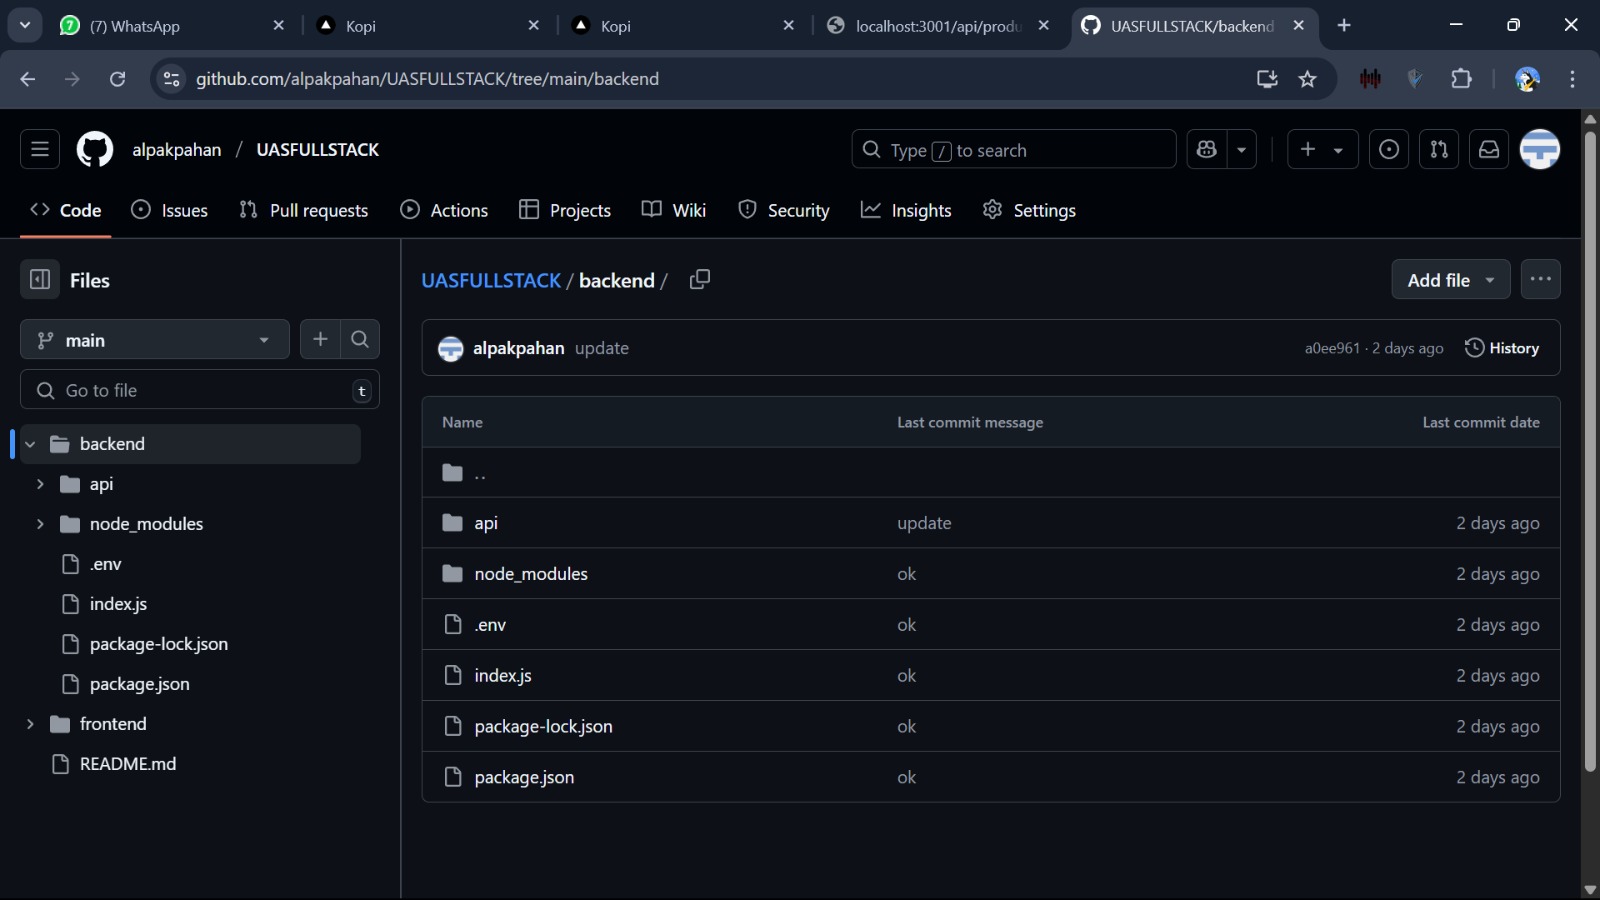 (7) WhatsApp
Kopi
Kopi
localhost:3001/api/produ
UASFULLSTACK/backend
github.com/alpakpahan/UASFULLSTACK/tree/main/backend
alpakpahan / UASFULLSTACK
Type / to search
Code
Issues
Pull requests
Actions
Projects
Wiki
Security
Insights
Settings
Files
main
Go to file
t
backend
api
node_modules
.env
index.js
package-lock.json
package.json
frontend
README.md
UASFULLSTACK / backend /
Add file
alpakpahan update
a0ee961 · 2 days ago
History
Name Last commit message Last commit date
..
api update 2 days ago
node_modules ok 2 days ago
.env ok 2 days ago
index.js ok 2 days ago
package-lock.json ok 2 days ago
package.json ok 2 days ago